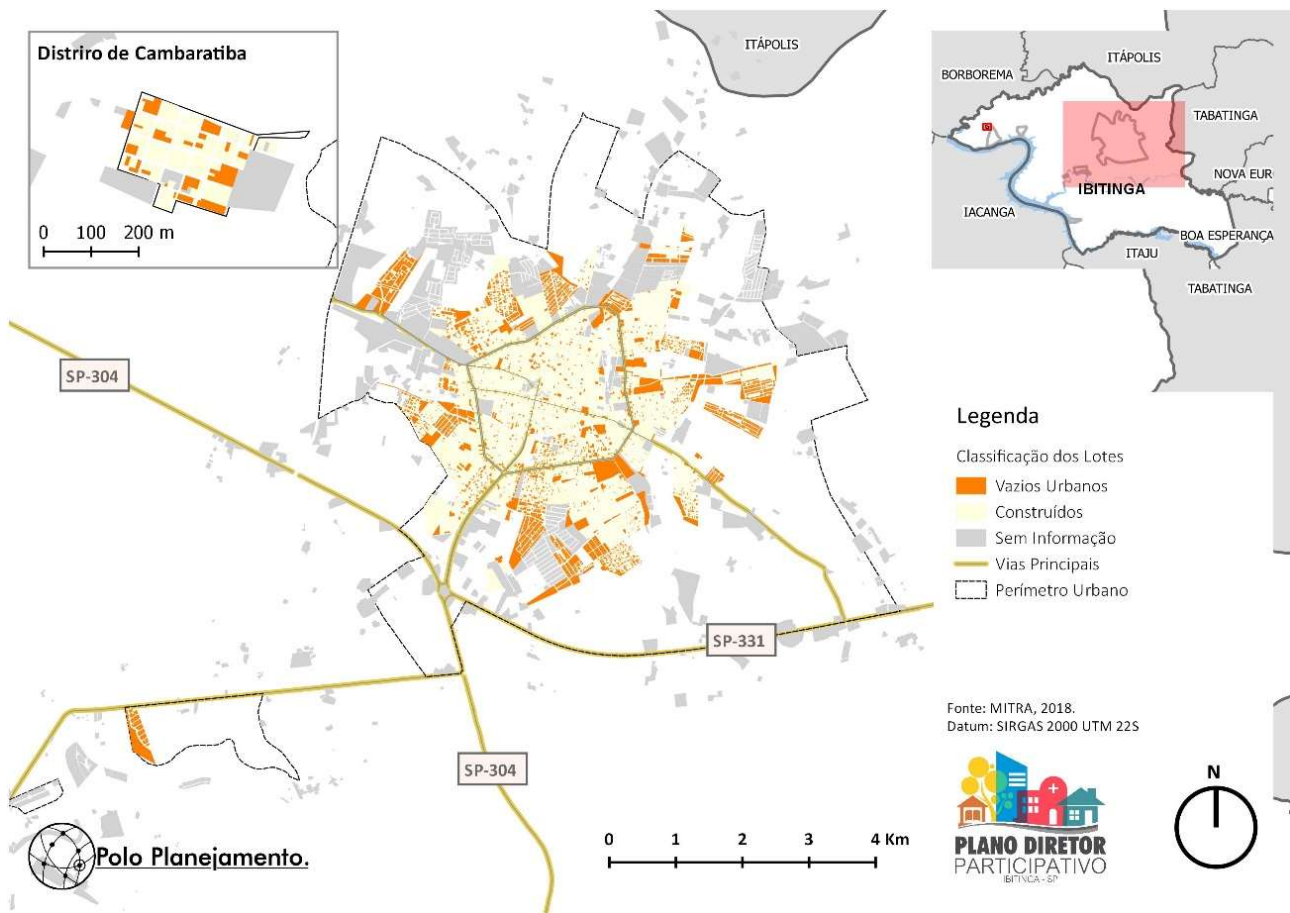 Distriro de Cambaratiba
0 100 200 m
ITÁPOLIS
BORBOREMA
ITÁPOLIS
TABATINGA
NOVA EUR
IBITINGA
IACANGA
BOA ESPERANÇA
ITAJU
TABATINGA
SP-304
SP-331
SP-304
Legenda
Classificação dos Lotes
Vazios Urbanos
Construídos
Sem Informação
Vias Principais
Perímetro Urbano
Fonte: MITRA, 2018.
Datum: SIRGAS 2000 UTM 22S
PLANO DIRETOR
PARTICIPATIVO
IBITINGA - SP
N
0 1 2 3 4 Km
Polo Planejamento.